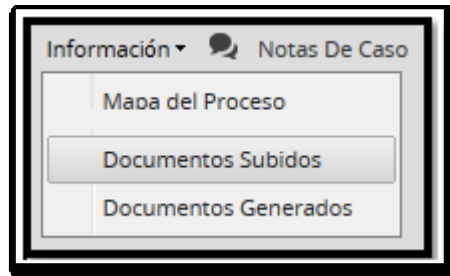 Información Notas De Caso
Mapa del Proceso
Documentos Subidos
Documentos Generados